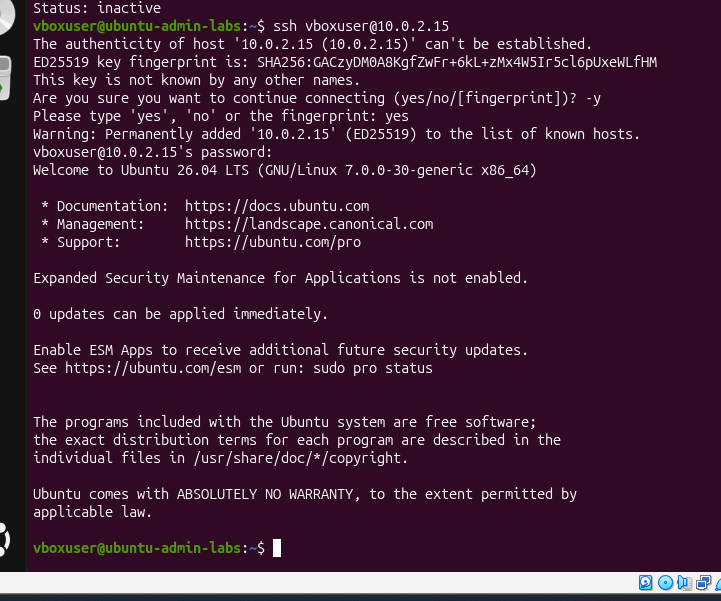 Status: inactive
vboxuser@ubuntu-admin-labs:~$ ssh vboxuser@10.0.2.15
The authenticity of host '10.0.2.15 (10.0.2.15)' can't be established.
ED25519 key fingerprint is: SHA256:GACzyDM0A8KgfZwFr+6kL+zMx4W5Ir5cl6pUxeWLfHM
This key is not known by any other names.
Are you sure you want to continue connecting (yes/no/[fingerprint])? -y
Please type 'yes', 'no' or the fingerprint: yes
Warning: Permanently added '10.0.2.15' (ED25519) to the list of known hosts.
vboxuser@10.0.2.15's password:
Welcome to Ubuntu 26.04 LTS (GNU/Linux 7.0.0-30-generic x86_64)
* Documentation:  https://docs.ubuntu.com
* Management:     https://landscape.canonical.com
* Support:        https://ubuntu.com/pro
Expanded Security Maintenance for Applications is not enabled.
0 updates can be applied immediately.
Enable ESM Apps to receive additional future security updates.
See https://ubuntu.com/esm or run: sudo pro status
The programs included with the Ubuntu system are free software;
the exact distribution terms for each program are described in the
individual files in /usr/share/doc/*/copyright.
Ubuntu comes with ABSOLUTELY NO WARRANTY, to the extent permitted by
applicable law.
vboxuser@ubuntu-admin-labs:~$